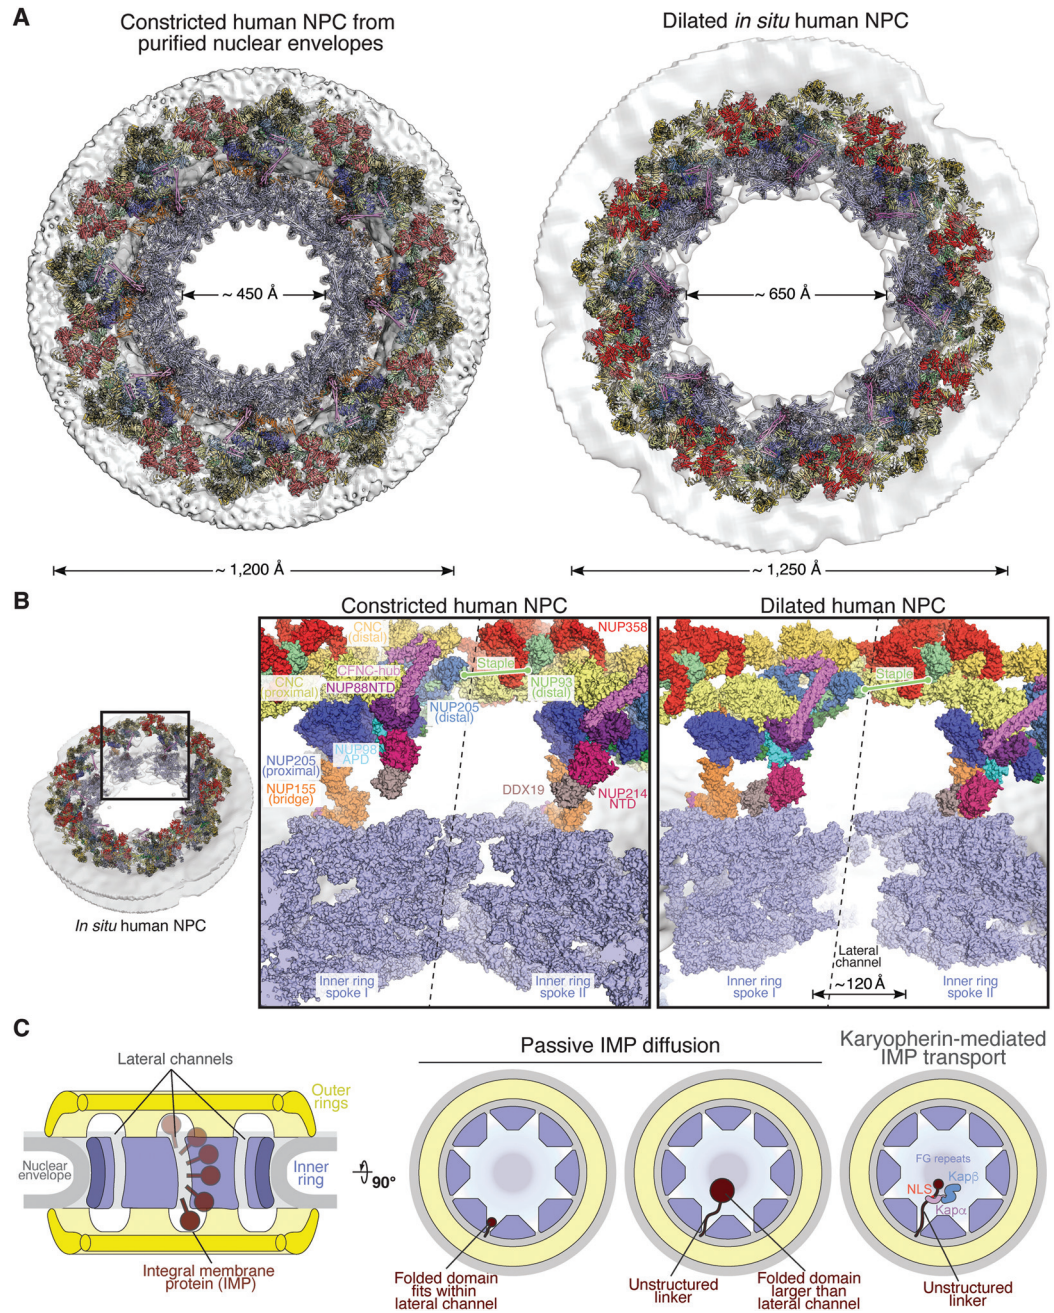 A
Constricted human NPC from
purified nuclear envelopes
Dilated in situ human NPC
~ 450 Å
~ 650 Å
~ 1,200 Å
~ 1,250 Å
B
Constricted human NPC
Dilated human NPC
In situ human NPC
CNC
(distal)
NUP358
CFNC-hub
Staple
CNC
(proximal)
NUP88NTD
NUP93
(distal)
NUP205
(distal)
NUP98
APD
NUP205
(proximal)
NUP155
(bridge)
DDX19
NUP214
NTD
Inner ring
spoke I
Inner ring
spoke II
Staple
Lateral
channel
~120 Å
Inner ring
spoke I
Inner ring
spoke II
C
Lateral channels
Outer
rings
Nuclear
envelope
Inner
ring
Integral membrane
protein (IMP)
90°
Passive IMP diffusion
Karyopherin-mediated
IMP transport
Folded domain
fits within
lateral channel
Unstructured
linker
Folded domain
larger than
lateral channel
FG repeats
Kapβ
NLS
Kapα
Unstructured
linker